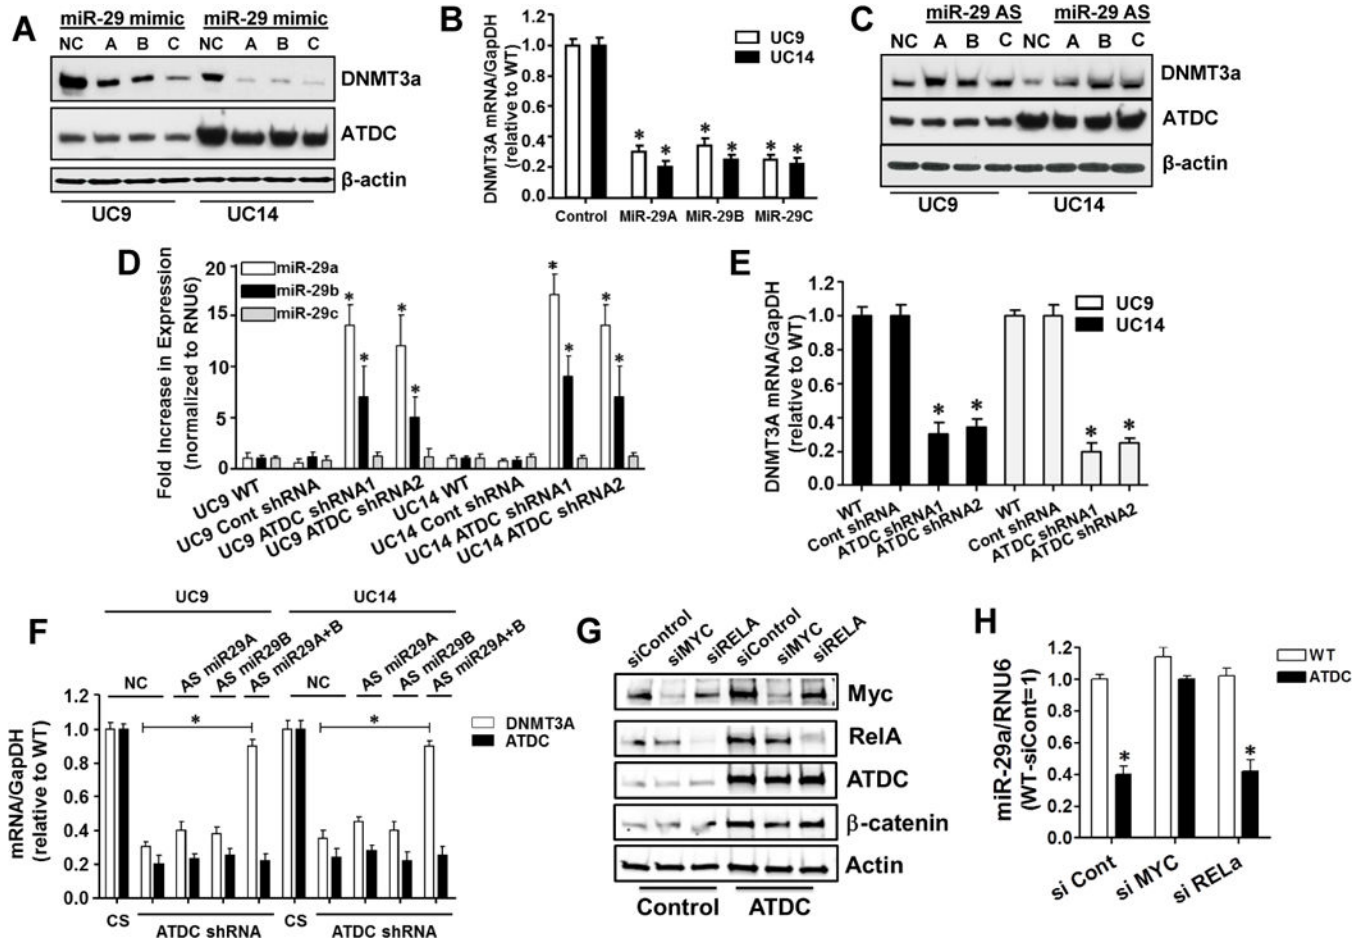 A
miR-29 mimic miR-29 mimic
NC A B C NC A B C
DNMT3a
ATDC
β-actin
UC9 UC14
B
DNMT3A mRNA/GapDH
(relative to WT)
1.2
1.0
0.8
0.6
0.4
0.2
0.0
UC9
UC14
* * * * * *
Control MiR-29A MiR-29B MiR-29C
C
miR-29 AS miR-29 AS
NC A B C NC A B C
DNMT3a
ATDC
β-actin
UC9 UC14
D
Fold Increase in Expression
(normalized to RNU6)
20
15
10
5
0
miR-29a
miR-29b
miR-29c
* * * * * * * *
UC9 WT
UC9 Cont shRNA
UC9 ATDC shRNA1
UC9 ATDC shRNA2
UC14 WT
UC14 Cont shRNA
UC14 ATDC shRNA1
UC14 ATDC shRNA2
E
DNMT3A mRNA/GapDH
(relative to WT)
1.2
1.0
0.8
0.6
0.4
0.2
0.0
UC9
UC14
* * * *
WT
Cont shRNA
ATDC shRNA1
ATDC shRNA2
WT
Cont shRNA
ATDC shRNA1
ATDC shRNA2
F
UC9 UC14
NC
AS miR29A
AS miR29B
AS miR29A+B
NC
AS miR29A
AS miR29B
AS miR29A+B
mRNA/GapDH
(relative to WT)
1.2
1.0
0.8
0.6
0.4
0.2
0.0
* *
DNMT3A
ATDC
CS ATDC shRNA CS ATDC shRNA
G
siControl
siMYC
siRELA
siControl
siMYC
siRELA
Myc
RelA
ATDC
β-catenin
Actin
Control ATDC
H
miR-29a/RNU6
(WT-siCont=1)
1.2
1.0
0.8
0.6
0.4
0.2
0.0
WT
ATDC
* *
si Cont
si MYC
si RELa